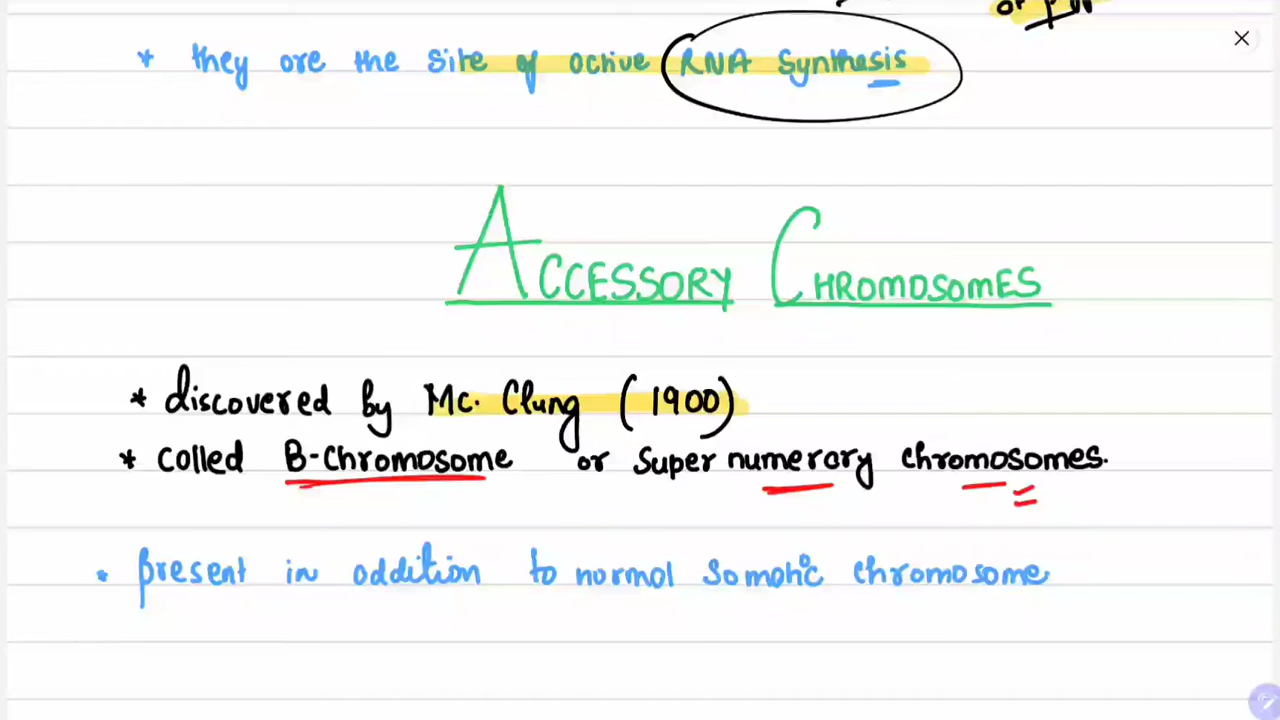 * they are the site of active RNA Synthesis
ACCESSORY CHROMOSOMES
* discovered by Mc. Clung (1900)
* called B-Chromosome or Super numerary chromosomes.
• present in addition to normal Somatic chromosome